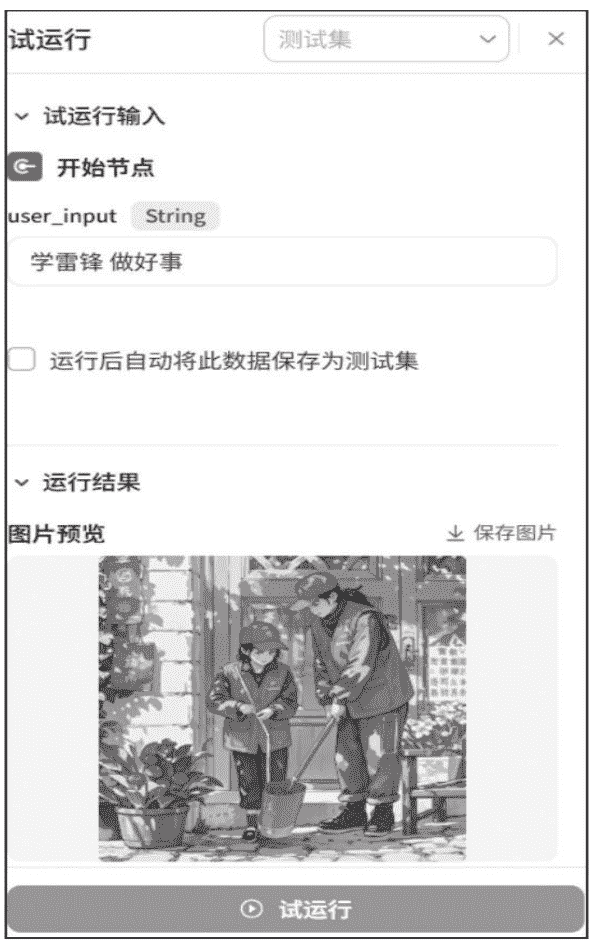 试运行
测试集
试运行输入
开始节点
user_input String
学雷锋 做好事
运行后自动将此数据保存为测试集
运行结果
图片预览 保存图片
试运行